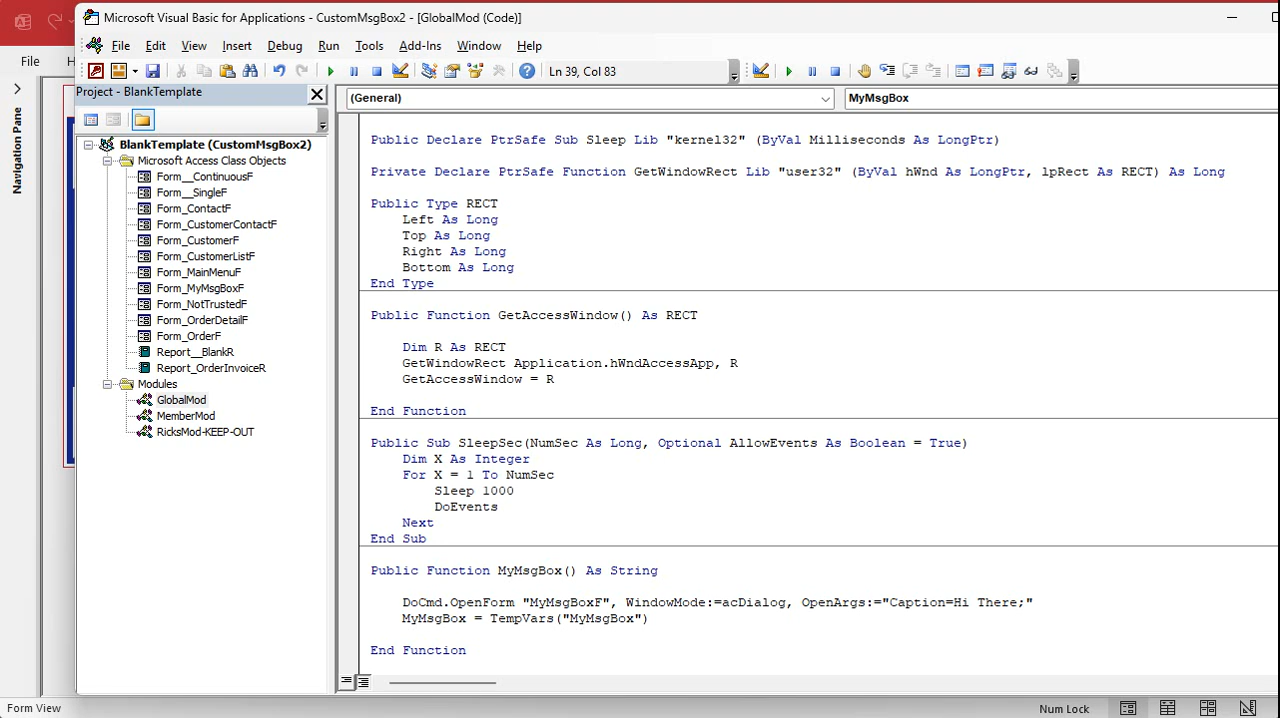 Microsoft Visual Basic for Applications - CustomMsgBox2 - [GlobalMod (Code)]
File Edit View Insert Debug Run Tools Add-Ins Window Help
File
Ln 39, Col 83
Project - BlankTemplate
(General)
MyMsgBox
Navigation Pane
BlankTemplate (CustomMsgBox2)
Microsoft Access Class Objects
Form__ContinuousF
Form__SingleF
Form_ContactF
Form_CustomerContactF
Form_CustomerF
Form_CustomerListF
Form_MainMenuF
Form_MyMsgBoxF
Form_NotTrustedF
Form_OrderDetailF
Form_OrderF
Report__BlankR
Report_OrderInvoiceR
Modules
GlobalMod
MemberMod
RicksMod-KEEP-OUT
Public Declare PtrSafe Sub Sleep Lib "kernel32" (ByVal Milliseconds As LongPtr)
Private Declare PtrSafe Function GetWindowRect Lib "user32" (ByVal hWnd As LongPtr, lpRect As RECT) As Long
Public Type RECT
Left As Long
Top As Long
Right As Long
Bottom As Long
End Type
Public Function GetAccessWindow() As RECT
Dim R As RECT
GetWindowRect Application.hWndAccessApp, R
GetAccessWindow = R
End Function
Public Sub SleepSec(NumSec As Long, Optional AllowEvents As Boolean = True)
Dim X As Integer
For X = 1 To NumSec
Sleep 1000
DoEvents
Next
End Sub
Public Function MyMsgBox() As String
DoCmd.OpenForm "MyMsgBoxF", WindowMode:=acDialog, OpenArgs:="Caption=Hi There;"
MyMsgBox = TempVars("MyMsgBox")
End Function
Form View
Num Lock